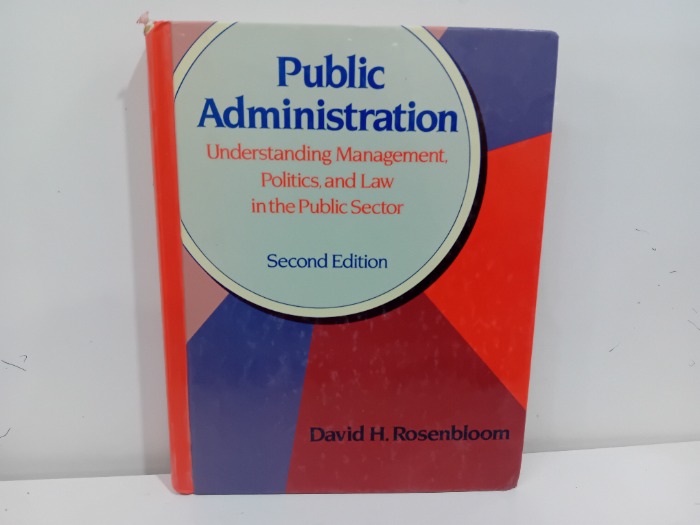 Public
Administration
Understanding Management,
Politics, and Law
in the Public Sector
Second Edition
David H. Rosenbloom